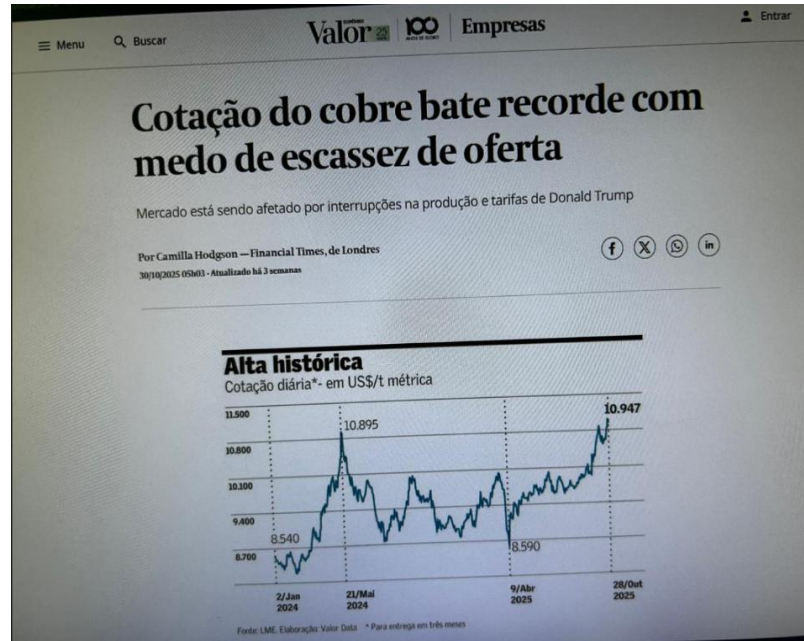 Menu
Buscar
Valor
25
100
Empresas
Entrar
Cotação do cobre bate recorde com
medo de escassez de oferta
Mercado está sendo afetado por interrupções na produção e tarifas de Donald Trump
Por Camilla Hodgson — Financial Times, de Londres
30/10/2025 05h03 - Atualizado há 3 semanas
f
X
in
Alta histórica
Cotação diária*- em US$/t métrica
11.500
10.947
10.895
10.800
10.100
9.400
8.540
8.590
8.700
2/Jan
2024
21/Mai
2024
9/Abr
2025
28/Out
2025
Fonte: LME. Elaboração: Valor Data * Para entrega em três meses